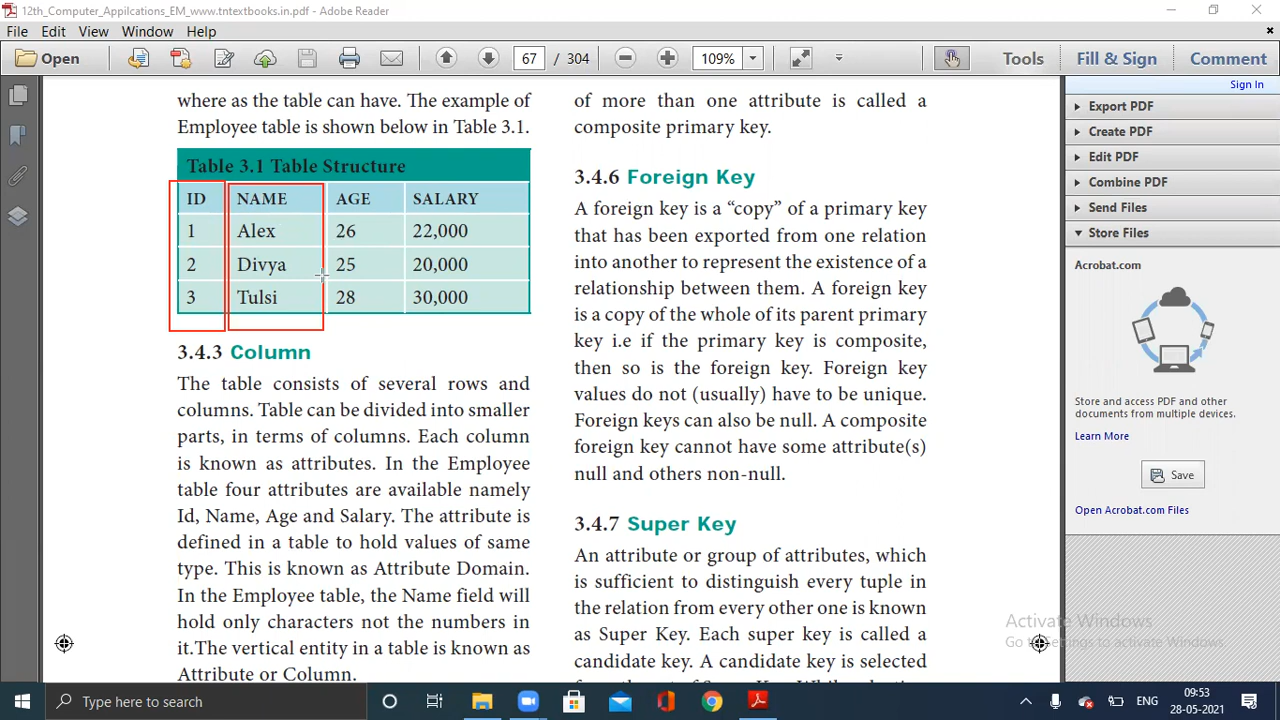 12th_Computer_Applications_EM_www.tntextbooks.in.pdf - Adobe Reader
File Edit View Window Help
Open 67 / 304 109% Tools Fill & Sign Comment
where as the table can have. The example of
Employee table is shown below in Table 3.1.
Table 3.1 Table Structure
ID NAME AGE SALARY
1 Alex 26 22,000
2 Divya 25 20,000
3 Tulsi 28 30,000
3.4.3 Column
The table consists of several rows and
columns. Table can be divided into smaller
parts, in terms of columns. Each column
is known as attributes. In the Employee
table four attributes are available namely
Id, Name, Age and Salary. The attribute is
defined in a table to hold values of same
type. This is known as Attribute Domain.
In the Employee table, the Name field will
hold only characters not the numbers in
it.The vertical entity in a table is known as
Attribute or Column.
of more than one attribute is called a
composite primary key.
3.4.6 Foreign Key
A foreign key is a “copy” of a primary key
that has been exported from one relation
into another to represent the existence of a
relationship between them. A foreign key
is a copy of the whole of its parent primary
key i.e if the primary key is composite,
then so is the foreign key. Foreign key
values do not (usually) have to be unique.
Foreign keys can also be null. A composite
foreign key cannot have some attribute(s)
null and others non-null.
3.4.7 Super Key
An attribute or group of attributes, which
is sufficient to distinguish every tuple in
the relation from every other one is known
as Super Key. Each super key is called a
candidate key. A candidate key is selected
Sign In
Export PDF
Create PDF
Edit PDF
Combine PDF
Send Files
Store Files
Acrobat.com
Store and access PDF and other
documents from multiple devices.
Learn More
Save
Open Acrobat.com Files
Activate Windows
Go to Settings to activate Windows.
Type here to search
ENG
09:53
28-05-2021